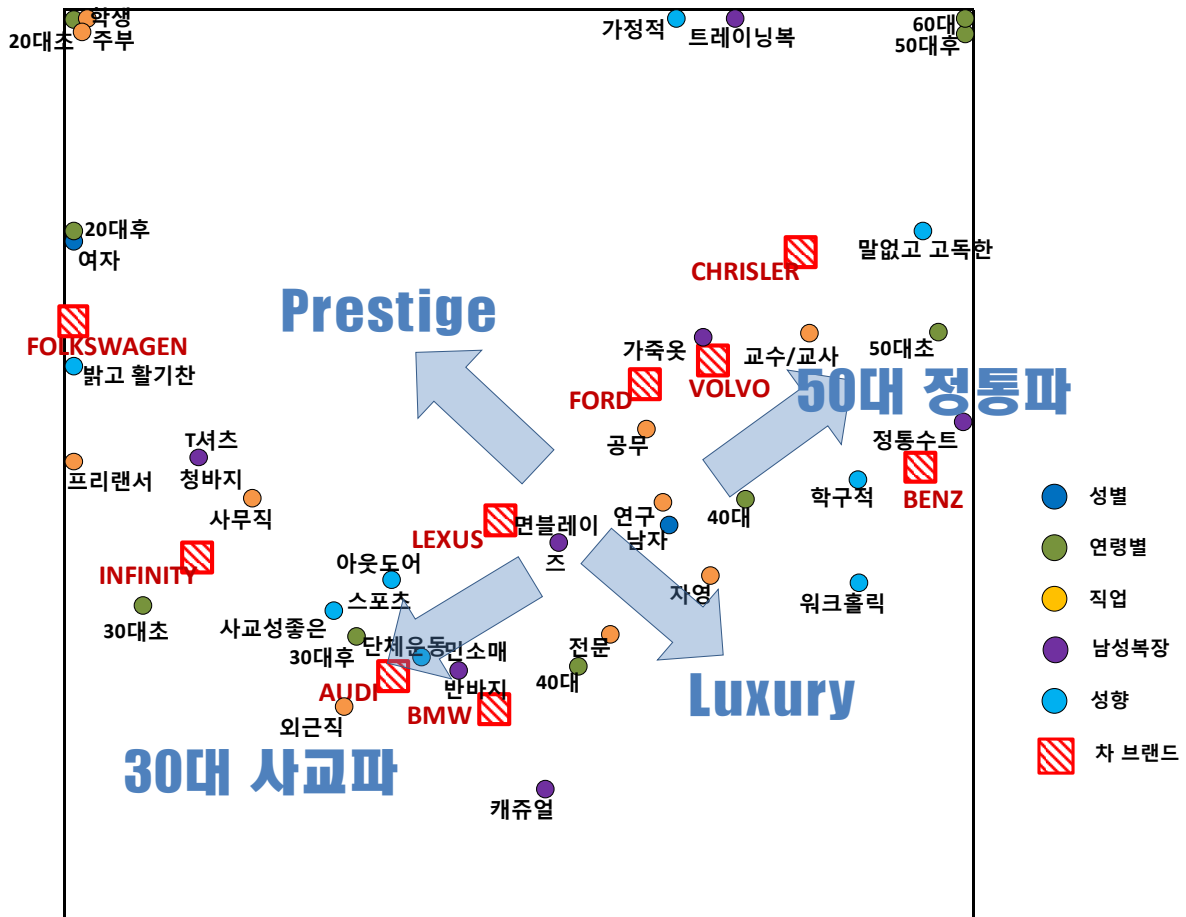 학생
20대초
주부
가정적
트레이닝복
60대
50대후
20대후
여자
말없고 고독한
CHRISLER
Prestige
FOLKSWAGEN
밝고 활기찬
가죽옷
VOLVO
교수/교사
50대초
FORD
50대 정통파
공무
정통수트
T셔츠
청바지
프리랜서
사무직
학구적
BENZ
성별
LEXUS
면블레이
즈
연구
남자
40대
연령별
INFINITY
아웃도어
스포츠
자영
워크홀릭
직업
30대초
사교성좋은
30대후
단체운동
민소매
반바지
전문
40대
남성복장
AUDI
BMW
외근직
Luxury
성향
30대 사교파
캐쥬얼
차 브랜드